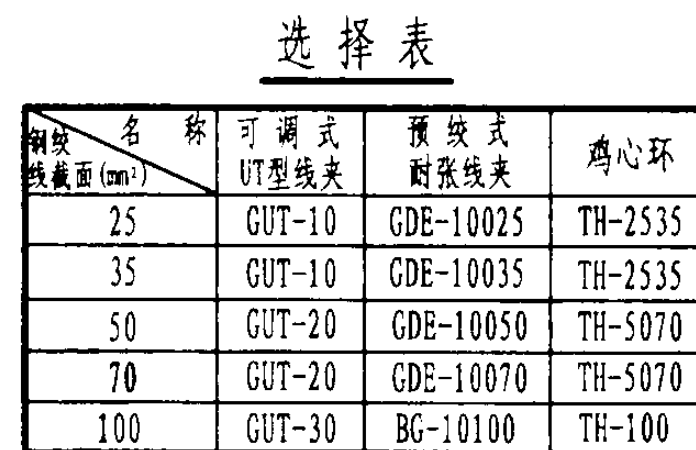 选择表
名 称 可调式 预绞式 鸡心环
钢绞
线截面(mm²) UT型线夹 耐张线夹
25 GUT-10 GDE-10025 TH-2535
35 GUT-10 GDE-10035 TH-2535
50 GUT-20 GDE-10050 TH-5070
70 GUT-20 GDE-10070 TH-5070
100 GUT-30 BG-10100 TH-100